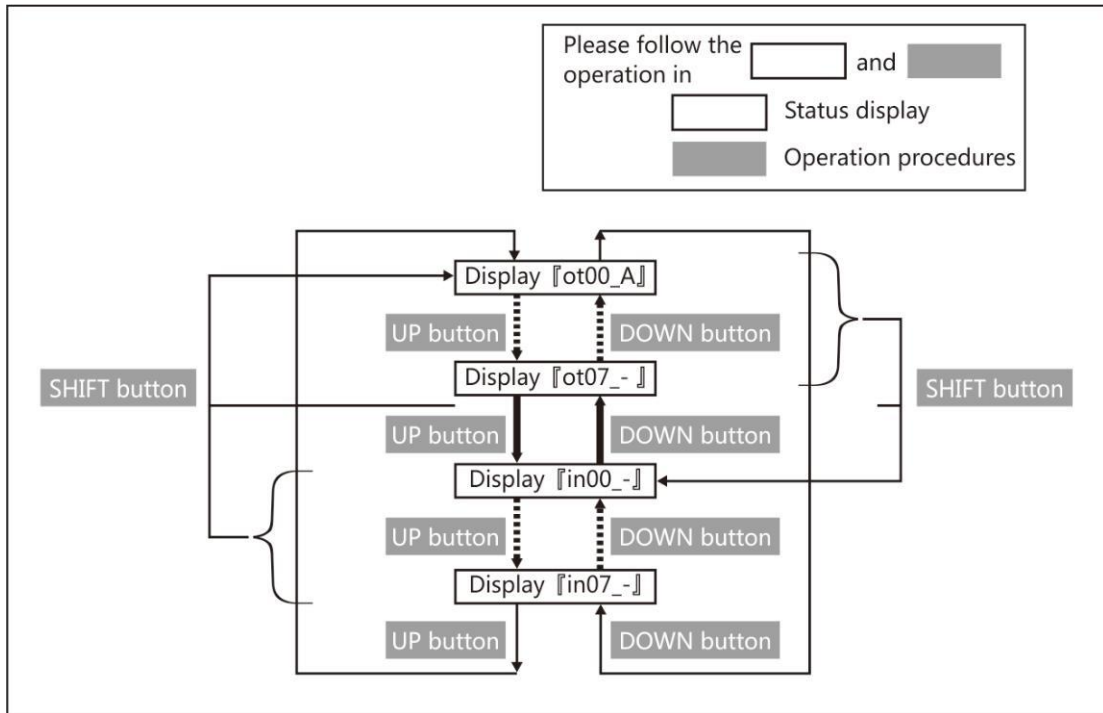 Please follow the
operation in
and
Status display
Operation procedures
Display『ot00_A』
UP button
DOWN button
Display『ot07_-』
SHIFT button
SHIFT button
UP button
DOWN button
Display『in00_-』
UP button
DOWN button
Display『in07_-』
UP button
DOWN button